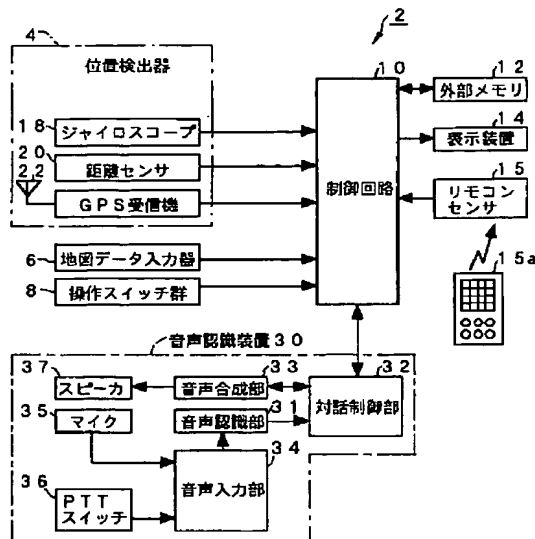 2
4
位置検出器
10
12
外部メモリ
18
ジャイロスコープ
14
表示装置
20
距離センサ
22
15
リモコン
センサ
GPS受信機
制御回路
15a
6
地図データ入力器
8
操作スイッチ群
音声認識装置30
37
スピーカ
33
音声合成部
32
対話制御部
35
マイク
31
音声認識部
34
音声入力部
36
PTT
スイッチ